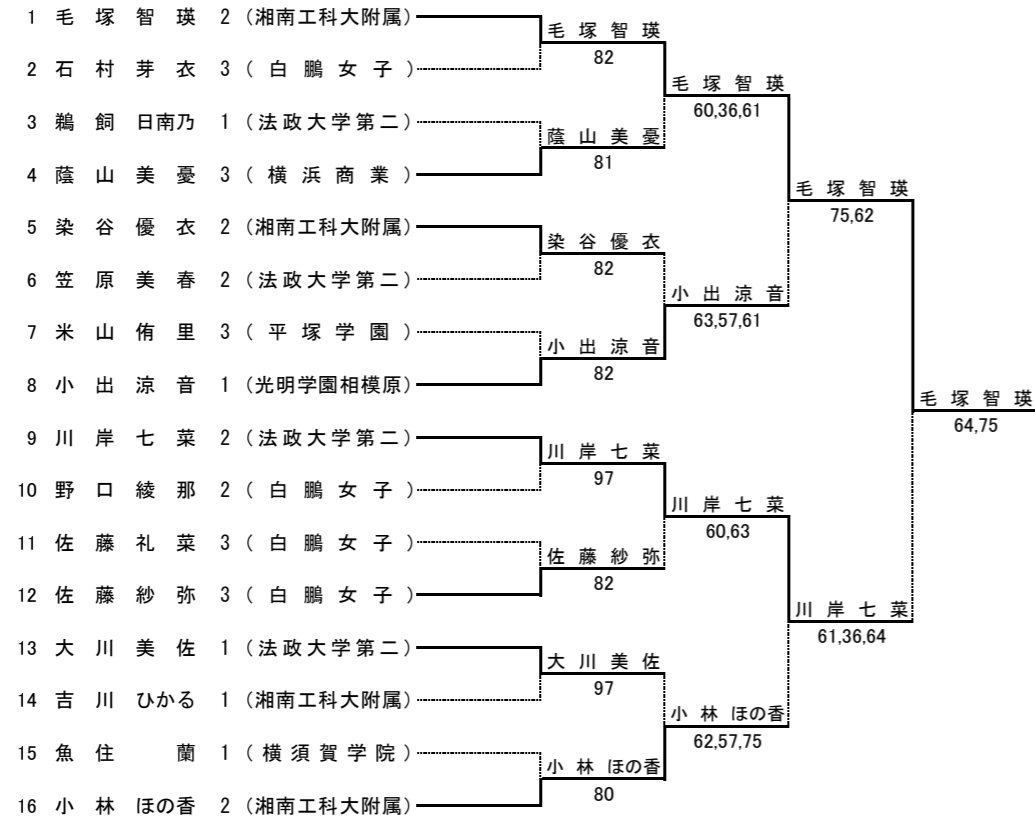 1 毛塚智瑛 2 (湘南工科大附属)
毛塚智瑛
82
2 石村芽衣 3 (白鵬女子)
毛塚智瑛
60,36,61
3 鵜飼日南乃 1 (法政大学第二)
蔭山美憂
81
4 蔭山美憂 3 (横浜商業)
毛塚智瑛
75,62
5 染谷優衣 2 (湘南工科大附属)
染谷優衣
82
6 笠原美春 2 (法政大学第二)
小出涼音
63,57,61
7 米山侑里 3 (平塚学園)
小出涼音
82
8 小出涼音 1 (光明学園相模原)
毛塚智瑛
64,75
9 川岸七菜 2 (法政大学第二)
川岸七菜
97
10 野口綾那 2 (白鵬女子)
川岸七菜
60,63
11 佐藤礼菜 3 (白鵬女子)
佐藤紗弥
82
12 佐藤紗弥 3 (白鵬女子)
川岸七菜
61,36,64
13 大川美佐 1 (法政大学第二)
大川美佐
97
14 吉川ひかる 1 (湘南工科大附属)
小林ほの香
62,57,75
15 魚住蘭 1 (横須賀学院)
小林ほの香
80
16 小林ほの香 2 (湘南工科大附属)